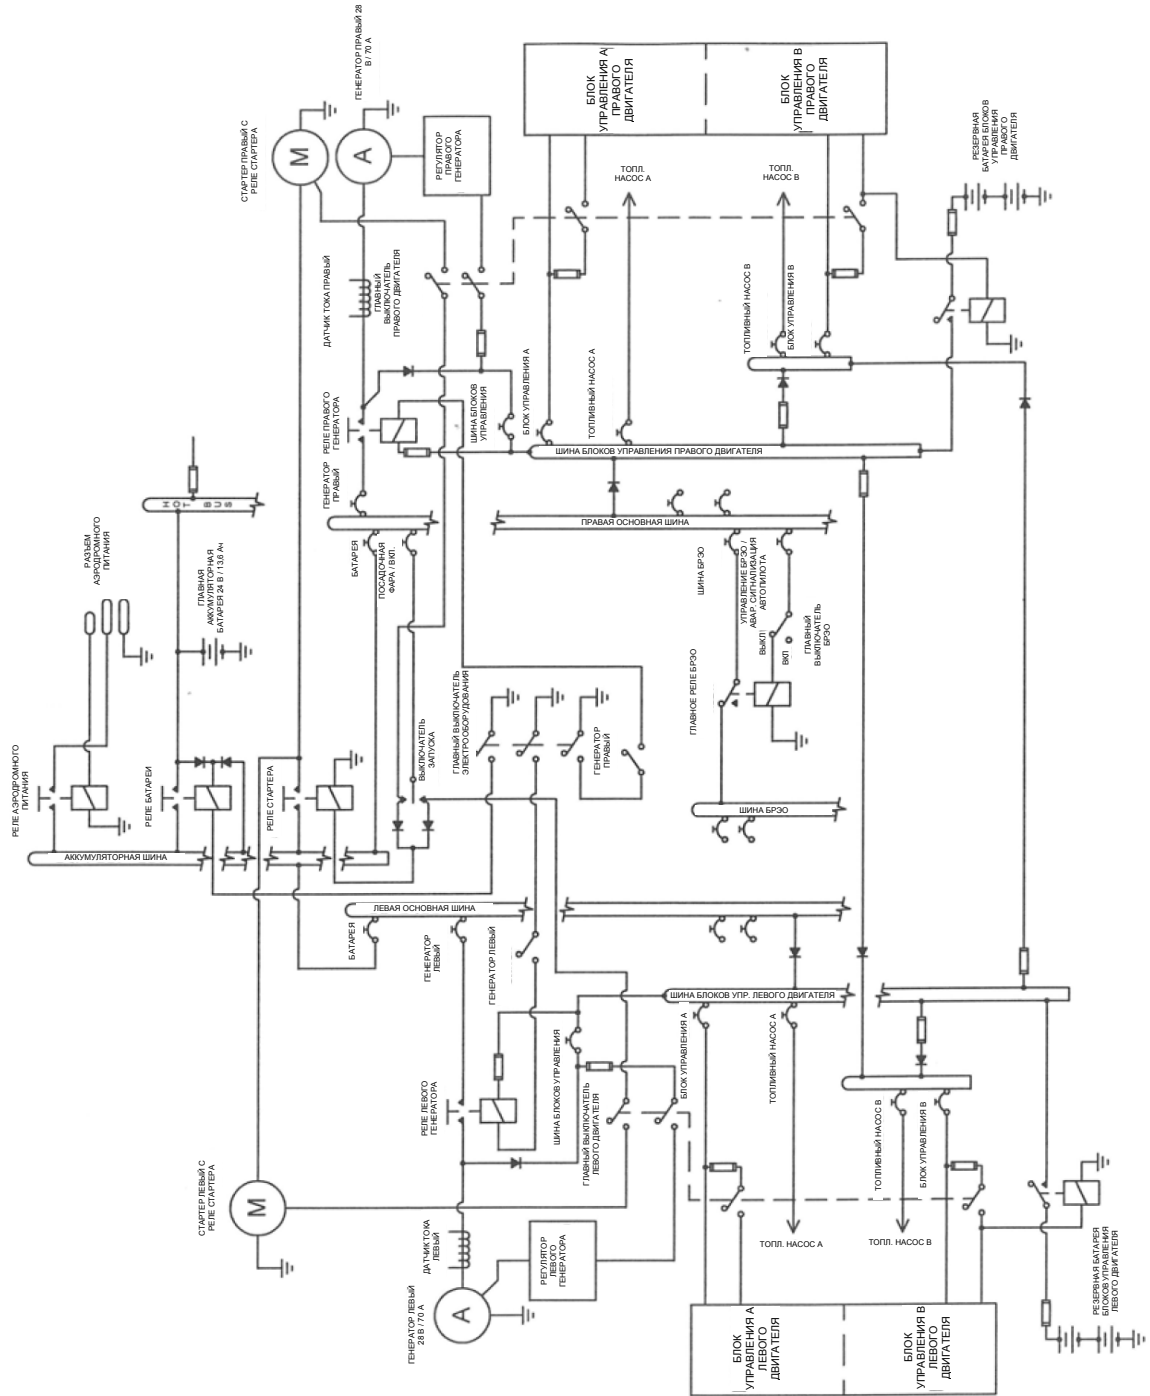 ГЕНЕРАТОР ПРАВЫЙ 28
В / 70 А
СТАРТЕР ПРАВЫЙ С
РЕЛЕ СТАРТЕРА
M
A
РЕГУЛЯТОР
ПРАВОГО
ГЕНЕРАТОРА
ДАТЧИК ТОКА ПРАВЫЙ
ГЛАВНЫЙ
ВЫКЛЮЧАТЕЛЬ
ПРАВОГО ДВИГАТЕЛЯ
БЛОК
УПРАВЛЕНИЯ А
ПРАВОГО
ДВИГАТЕЛЯ
БЛОК
УПРАВЛЕНИЯ В
ПРАВОГО
ДВИГАТЕЛЯ
РЕЗЕРВНАЯ
БАТАРЕЯ БЛОКОВ
УПРАВЛЕНИЯ
ПРАВОГО
ДВИГАТЕЛЯ
ТОПЛ.
НАСОС А
ТОПЛ.
НАСОС В
ТОПЛИВНЫЙ НАСОС В
БЛОК УПРАВЛЕНИЯ В
РЕЛЕ ПРАВОГО
ГЕНЕРАТОРА
ШИНА БЛОКОВ
УПРАВЛЕНИЯ
БЛОК УПРАВЛЕНИЯ А
ТОПЛИВНЫЙ НАСОС А
ГЕНЕРАТОР
ПРАВЫЙ
ШИНА БЛОКОВ УПРАВЛЕНИЯ ПРАВОГО ДВИГАТЕЛЯ
HOT BUS
ПРАВАЯ ОСНОВНАЯ ШИНА
РАЗЪЕМ
АЭРОДРОМНОГО
ПИТАНИЯ
ГЛАВНАЯ
АККУМУЛЯТОРНАЯ
БАТАРЕЯ 24 В / 13,6 Ач
БАТАРЕЯ
ПОСАДОЧНАЯ
ФАРА / ВКЛ.
ШИНА БРЭО
УПРАВЛЕНИЕ БРЭО /
АВАР. СИГНАЛИЗАЦИЯ
АВТОПИЛОТА
ВЫКЛ
ВКЛ
ГЛАВНЫЙ
ВЫКЛЮЧАТЕЛЬ
БРЭО
ГЛАВНОЕ РЕЛЕ БРЭО
РЕЛЕ АЭРОДРОМНОГО
ПИТАНИЯ
РЕЛЕ БАТАРЕИ
РЕЛЕ СТАРТЕРА
ВЫКЛЮЧАТЕЛЬ
ЗАПУСКА
ГЛАВНЫЙ ВЫКЛЮЧАТЕЛЬ
ЭЛЕКТРООБОРУДОВАНИЯ
ГЕНЕРАТОР
ПРАВЫЙ
ШИНА БРЭО
АККУМУЛЯТОРНАЯ ШИНА
ЛЕВАЯ ОСНОВНАЯ ШИНА
БАТАРЕЯ
ГЕНЕРАТОР
ЛЕВЫЙ
ГЕНЕРАТОР ЛЕВЫЙ
ШИНА БЛОКОВ УПР. ЛЕВОГО ДВИГАТЕЛЯ
РЕЛЕ ЛЕВОГО
ГЕНЕРАТОРА
ШИНА БЛОКОВ УПРАВЛЕНИЯ
ГЛАВНЫЙ ВЫКЛЮЧАТЕЛЬ
ЛЕВОГО ДВИГАТЕЛЯ
БЛОК УПРАВЛЕНИЯ А
ТОПЛИВНЫЙ НАСОС А
ТОПЛИВНЫЙ НАСОС В
БЛОК УПРАВЛЕНИЯ В
СТАРТЕР ЛЕВЫЙ С
РЕЛЕ СТАРТЕРА
M
ДАТЧИК ТОКА
ЛЕВЫЙ
РЕГУЛЯТОР
ЛЕВОГО
ГЕНЕРАТОРА
ГЕНЕРАТОР ЛЕВЫЙ
28 В / 70 А
A
ТОПЛ. НАСОС А
ТОПЛ. НАСОС В
БЛОК
УПРАВЛЕНИЯ А
ЛЕВОГО
ДВИГАТЕЛЯ
БЛОК
УПРАВЛЕНИЯ В
ЛЕВОГО
ДВИГАТЕЛЯ
РЕЗЕРВНАЯ БАТАРЕЯ
БЛОКОВ УПРАВЛЕНИЯ
ЛЕВОГО ДВИГАТЕЛЯ